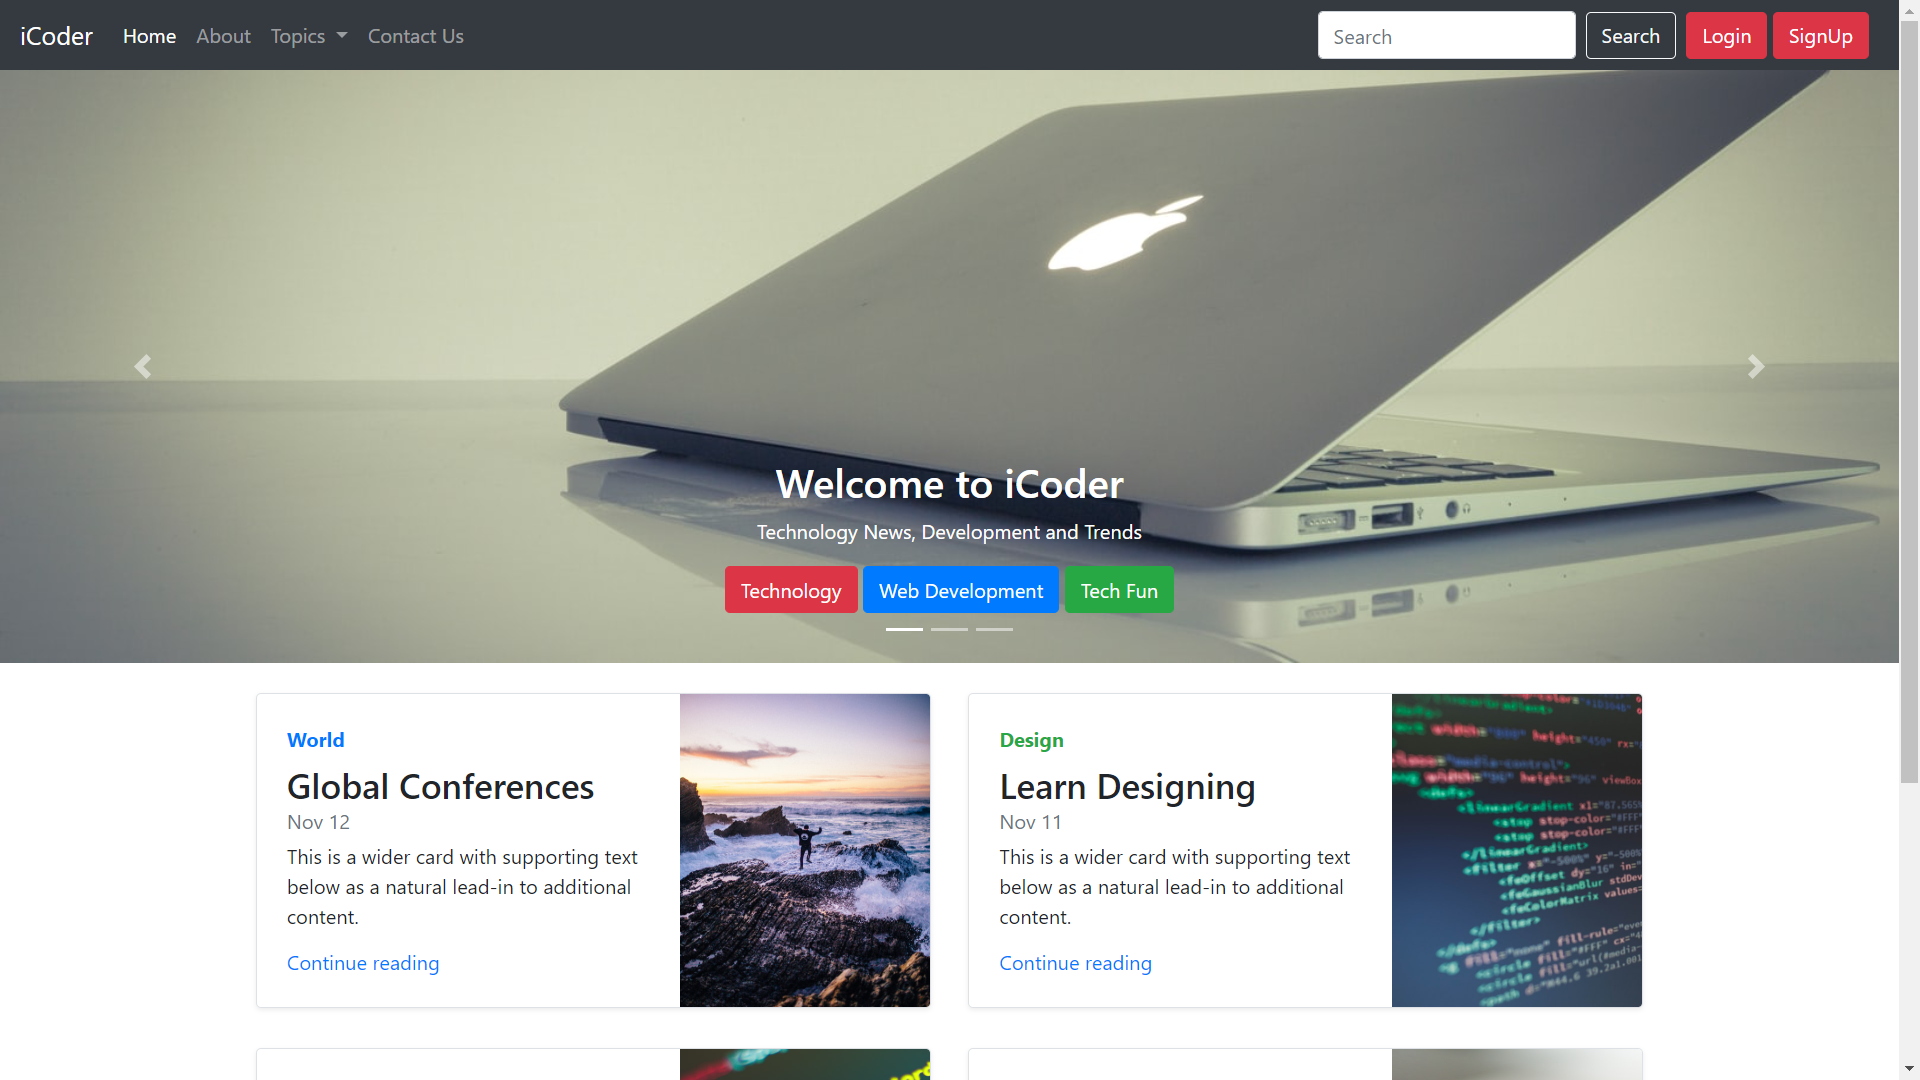 iCoder Home About Topics Contact Us Search Search Login SignUp
Welcome to iCoder
Technology News, Development and Trends
Technology Web Development Tech Fun
World
Global Conferences
Nov 12
This is a wider card with supporting text
below as a natural lead-in to additional
content.
Continue reading
Design
Learn Designing
Nov 11
This is a wider card with supporting text
below as a natural lead-in to additional
content.
Continue reading